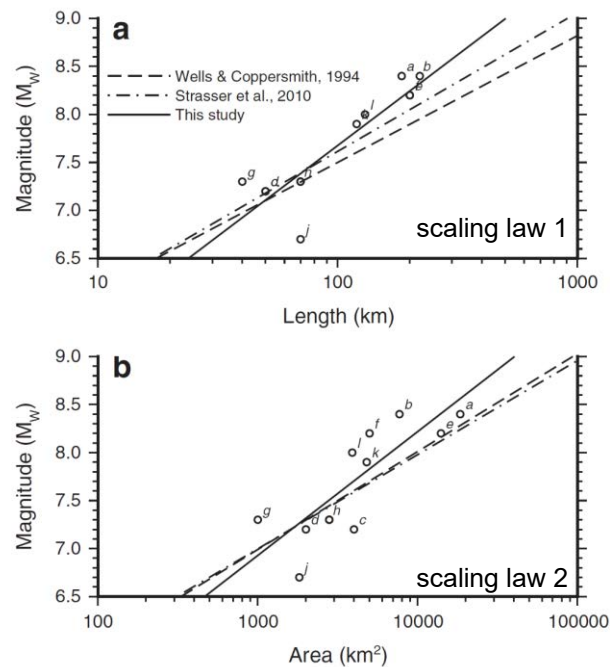 a
9.0
8.5
8.0
7.5
7.0
6.5
Magnitude (Mw)
Wells & Coppersmith, 1994
Strasser et al., 2010
This study
a
b
e
l
g
d
h
j
scaling law 1
10
100
1000
Length (km)
b
9.0
8.5
8.0
7.5
7.0
6.5
Magnitude (Mw)
b
a
f
e
l
k
g
d
h
c
j
scaling law 2
100
1000
10000
100000
Area (km²)